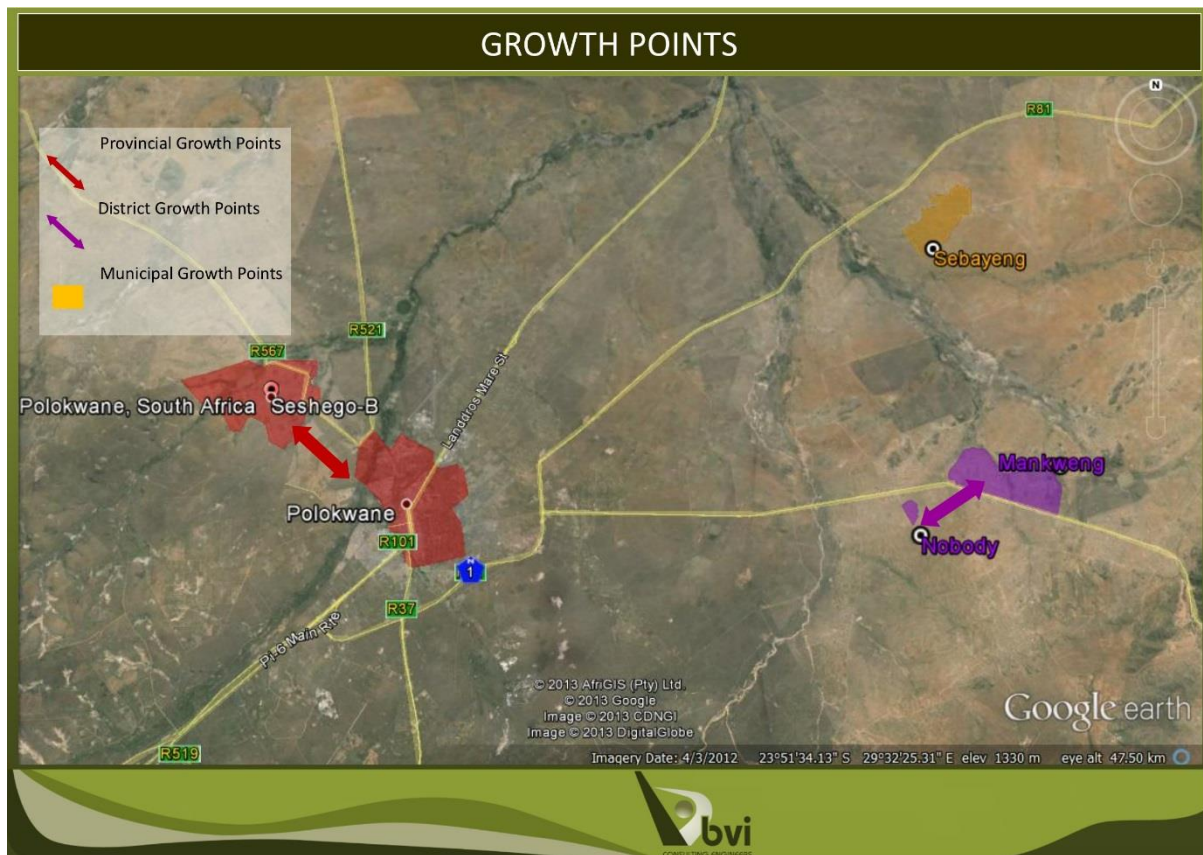 GROWTH POINTS
N
R81
Provincial Growth Points
District Growth Points
Municipal Growth Points
Sebayeng
R521
R567
Landdros Mare St
Polokwane, South Africa
Seshego-B
Mankweng
Polokwane
R101
Nobody
1
R37
P1-6 Main Rte
© 2013 AfriGIS (Pty) Ltd.
© 2013 Google
Image © 2013 CDNGI
Image © 2013 DigitalGlobe
Google earth
R519
Imagery Date: 4/3/2012 23°51'34.13" S 29°32'25.31" E elev 1330 m eye alt 47.50 km
bvi
CONSULTING ENGINEERS